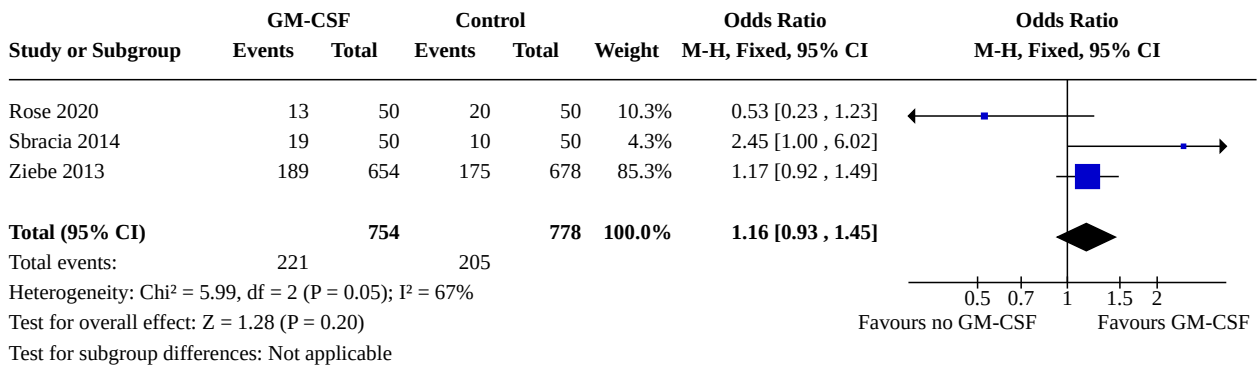 GM-CSF Control Odds Ratio Odds Ratio
Study or Subgroup Events Total Events Total Weight M-H, Fixed, 95% CI M-H, Fixed, 95% CI
Rose 2020 13 50 20 50 10.3% 0.53 [0.23 , 1.23]
Sbracia 2014 19 50 10 50 4.3% 2.45 [1.00 , 6.02]
Ziebe 2013 189 654 175 678 85.3% 1.17 [0.92 , 1.49]
Total (95% CI) 754 778 100.0% 1.16 [0.93 , 1.45]
Total events: 221 205
Heterogeneity: Chi² = 5.99, df = 2 (P = 0.05); I² = 67%
0.5 0.7 1 1.5 2
Test for overall effect: Z = 1.28 (P = 0.20)
Favours no GM-CSF Favours GM-CSF
Test for subgroup differences: Not applicable